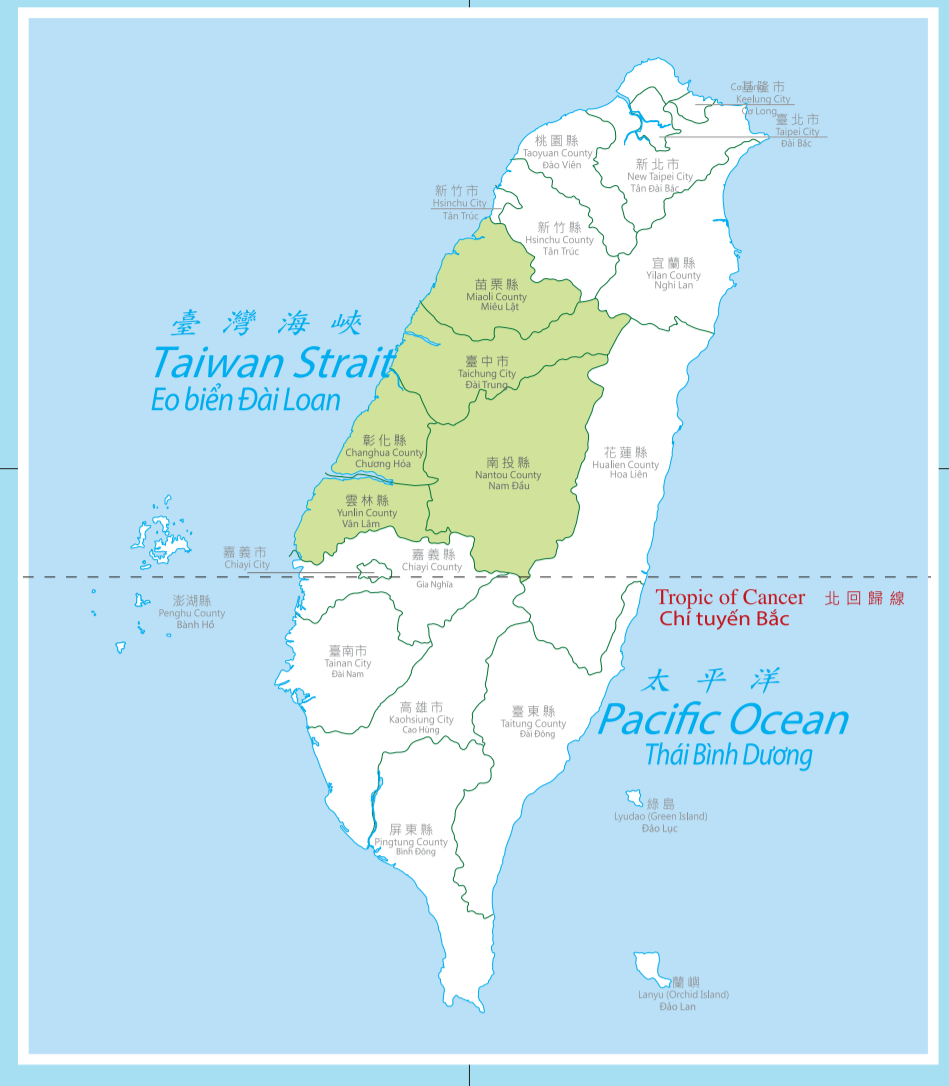 基隆市
Keelung City
Cơ Long
臺北市
Taipei City
Đài Bắc
桃園縣
Taoyuan County
Đào Viên
新北市
New Taipei City
Tân Đài Bắc
新竹市
Hsinchu City
Tân Trúc
新竹縣
Hsinchu County
Tân Trúc
宜蘭縣
Yilan County
Nghi Lan
苗栗縣
Miaoli County
Miêu Lật
臺灣海峽
Taiwan Strait
Eo biển Đài Loan
臺中市
Taichung City
Đài Trung
彰化縣
Changhua County
Chương Hóa
南投縣
Nantou County
Nam Đầu
花蓮縣
Hualien County
Hoa Liên
雲林縣
Yunlin County
Vân Lâm
嘉義市
Chiayi City
嘉義縣
Chiayi County
Gia Nghĩa
澎湖縣
Penghu County
Bành Hồ
Tropic of Cancer 北回歸線
Chí tuyến Bắc
臺南市
Tainan City
Đài Nam
高雄市
Kaohsiung City
Cao Hùng
臺東縣
Taitung County
Đài Đông
太平洋
Pacific Ocean
Thái Bình Dương
屏東縣
Pingtung County
Bình Đông
綠島
Lyudao (Green Island)
Đảo Lục
蘭嶼
Lanyu (Orchid Island)
Đảo Lan